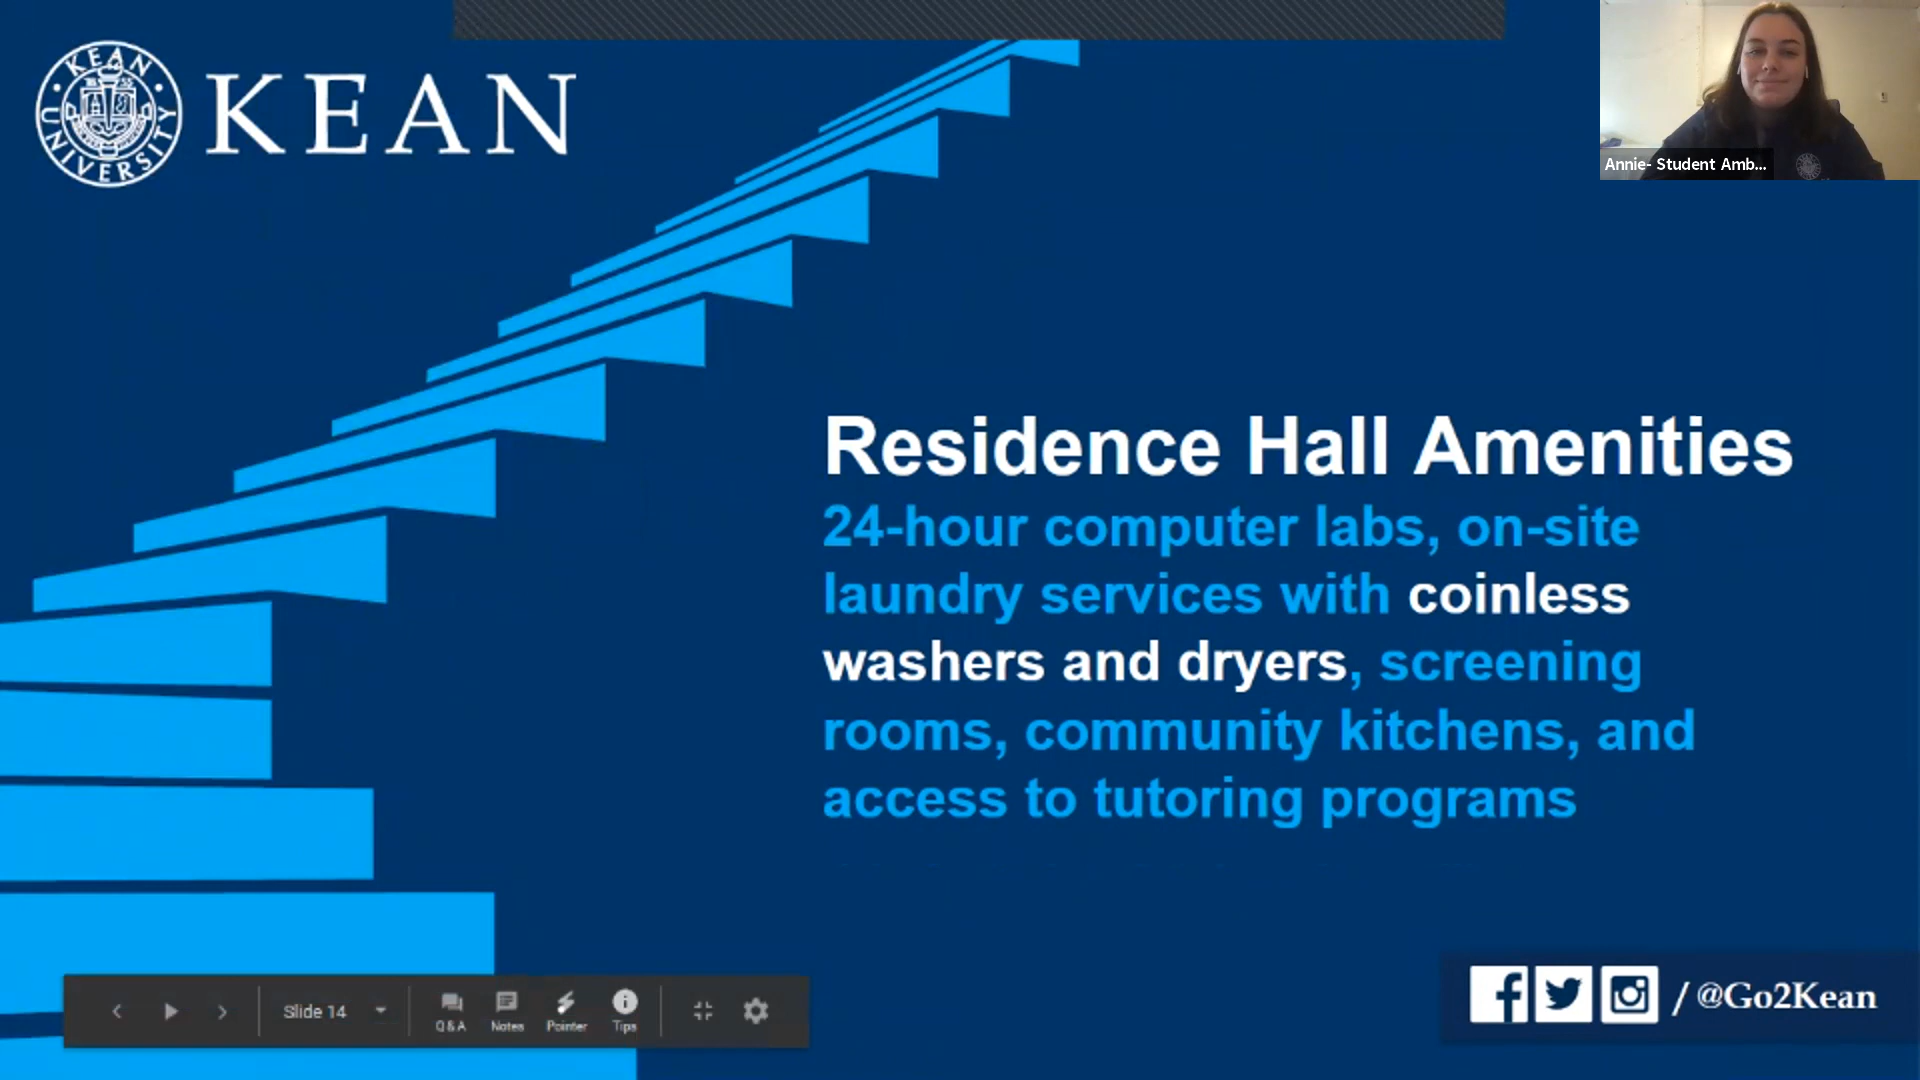 KEAN UNIVERSITY
1855
KEAN
Annie- Student Amb...
Residence Hall Amenities
24-hour computer labs, on-site
laundry services with coinless
washers and dryers, screening
rooms, community kitchens, and
access to tutoring programs
Slide 14
Q&A
Notes
Pointer
Tips
/ @Go2Kean